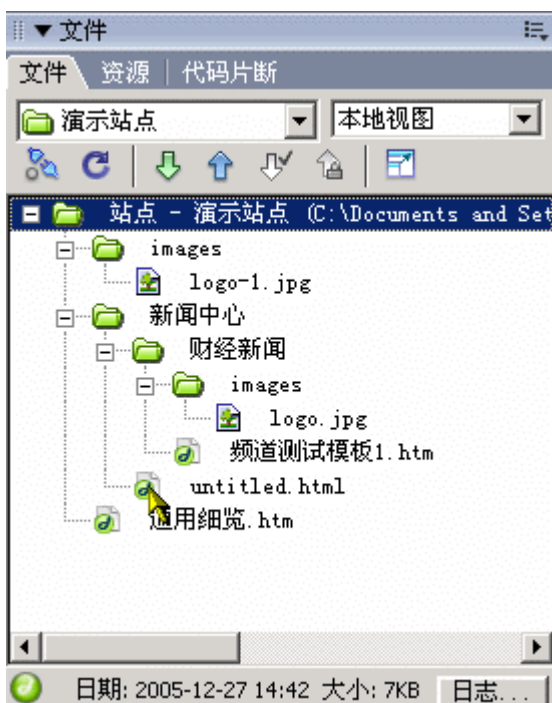 文件
文件 资源 代码片断
演示站点 本地视图
站点 - 演示站点 (C:\Documents and Set
images
logo-1.jpg
新闻中心
财经新闻
images
logo.jpg
频道测试模板1.htm
untitled.html
通用细览.htm
日期: 2005-12-27 14:42 大小: 7KB 日志...